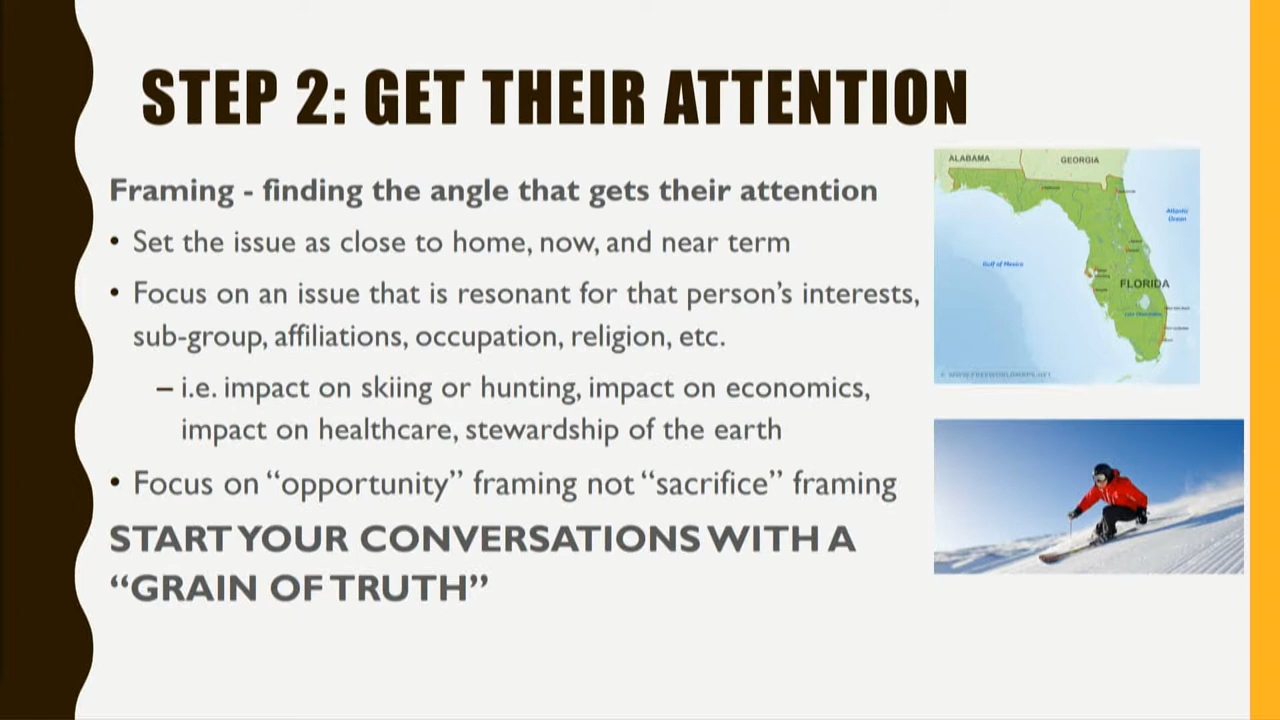 STEP 2: GET THEIR ATTENTION
Framing - finding the angle that gets their attention
• Set the issue as close to home, now, and near term
• Focus on an issue that is resonant for that person’s interests,
sub-group, affiliations, occupation, religion, etc.
– i.e. impact on skiing or hunting, impact on economics,
impact on healthcare, stewardship of the earth
• Focus on “opportunity” framing not “sacrifice” framing
START YOUR CONVERSATIONS WITH A
“GRAIN OF TRUTH”
ALABAMA
GEORGIA
Atlantic
Ocean
Gulf of Mexico
FLORIDA